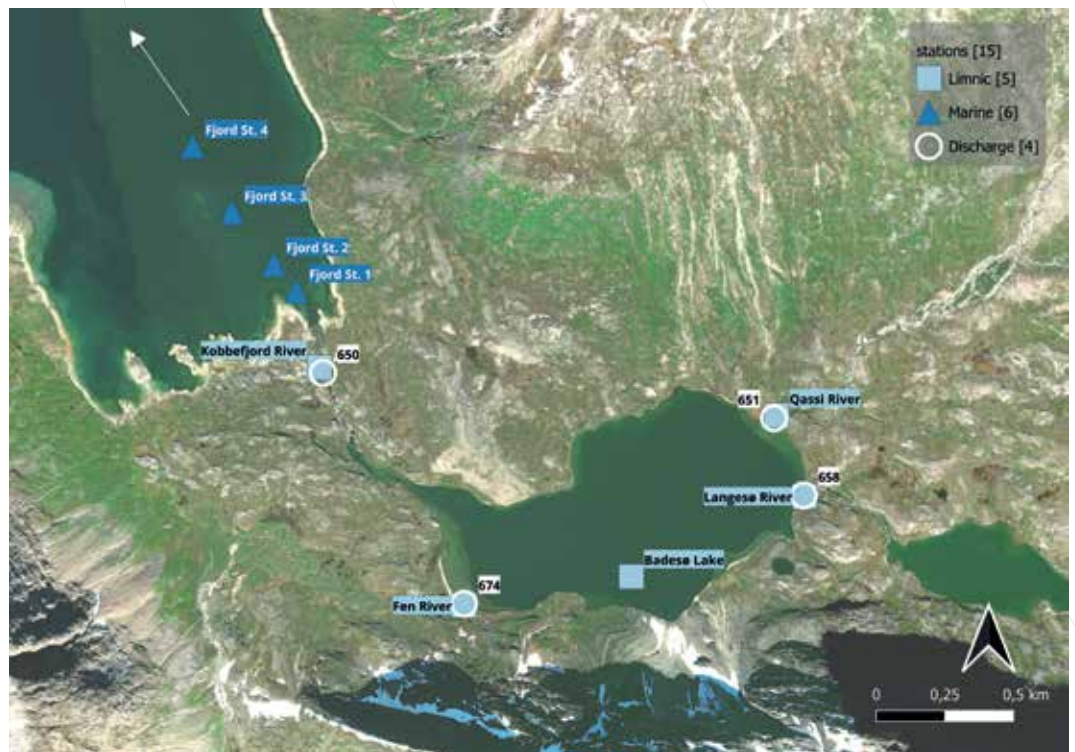 stations [15]
Limnic [5]
Marine [6]
Discharge [4]
Fjord St. 4
Fjord St. 3
Fjord St. 2
Fjord St. 1
Kobbefjord River
650
651
Qassi River
658
Langesø River
Badesø Lake
674
Fen River
0 0,25 0,5 km